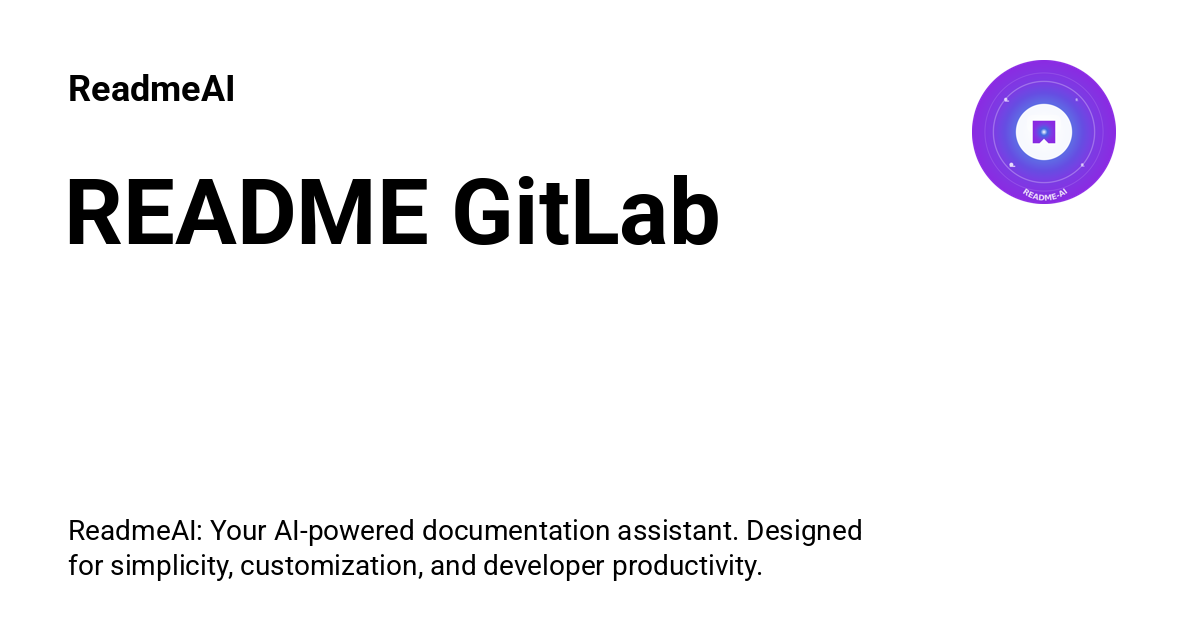 ReadmeAI
README GitLab
README-AI
ReadmeAI: Your AI-powered documentation assistant. Designed
for simplicity, customization, and developer productivity.